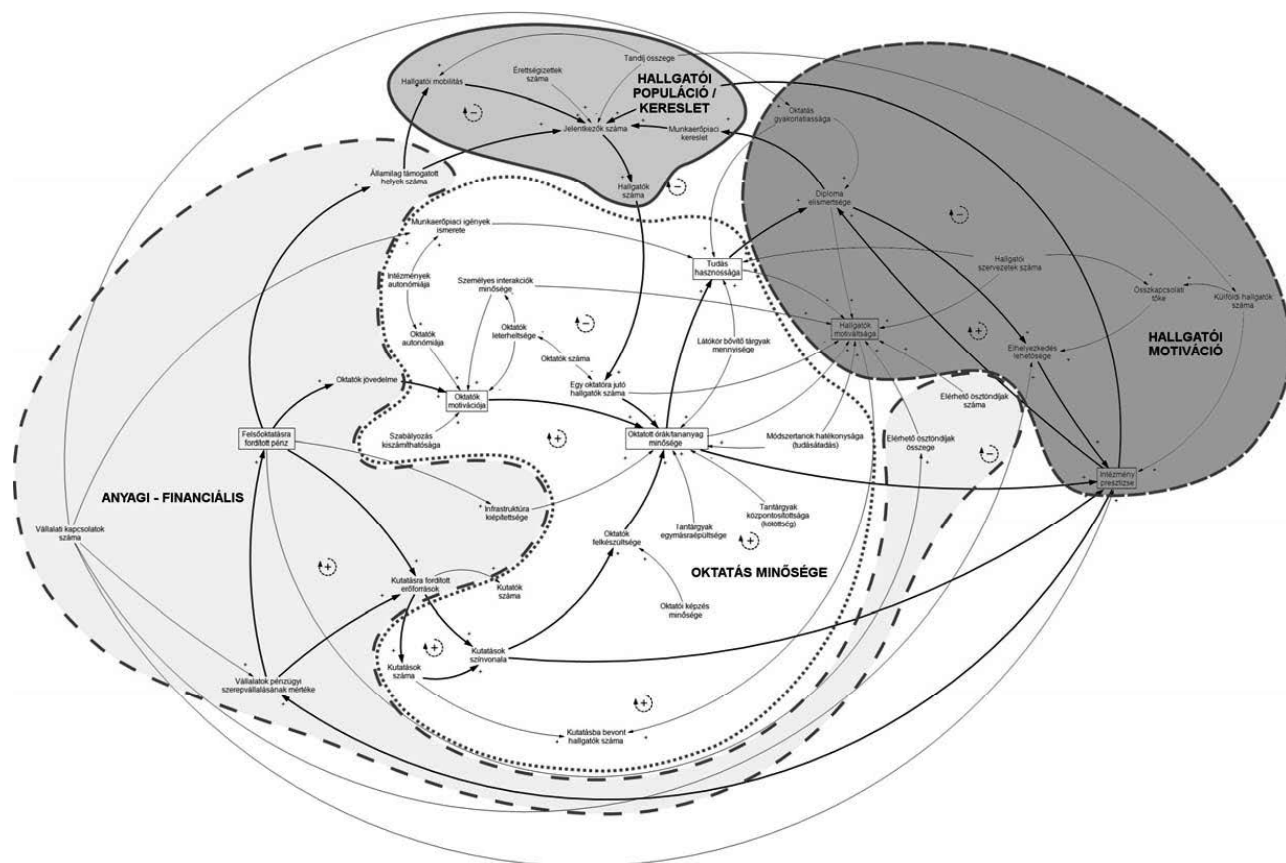 Tandíj összege
Hallgatói mobilitás
Érettségizettek
száma
HALLGATÓI
POPULÁCIÓ /
KERESLET
Jelentkezők száma
Munkaerőpiaci
kereslet
Oktatás
gyakorlatiassága
Államilag támogatott
helyek száma
Hallgatók
száma
Diploma
elismertsége
Munkaerőpiaci igények
ismerete
Tudás
hasznossága
Hallgatói
szervezetek száma
Intézmények
autonómiája
Személyes interakciók
minősége
Összkapcsolati
tőke
Külföldi hallgatók
száma
Oktatók
autonómiája
Oktatók
leterheltsége
Hallgatók
motiváltsága
HALLGATÓI
MOTIVÁCIÓ
Látókör bővítő tárgyak
mennyisége
Elhelyezkedés
lehetősége
Oktatók száma
Oktatók jövedelme
Egy oktatóra jutó
hallgatók száma
Oktatók
motivációja
Elérhető ösztöndíjak
száma
Felsőoktatásra
fordított pénz
Szabályozás
kiszámíthatósága
Oktatott órák/tananyag
minősége
Módszertanok hatékonysága
(tudásátadás)
Elérhető ösztöndíjak
összege
Intézmény
presztízse
ANYAGI - FINANCIÁLIS
Infrastruktúra
kiépítettsége
Tantárgyak
központosítottsága
(kötöttség)
Vállalati kapcsolatok
száma
Tantárgyak
egymásraépültsége
Oktatók
felkészültsége
OKTATÁS MINŐSÉGE
Kutatásra fordított
erőforrások
Kutatók
száma
Oktatói képzés
minősége
Kutatások
színvonala
Kutatások
száma
Vállalatok pénzügyi
szerepvállalásának mértéke
Kutatásba bevont
hallgatók száma